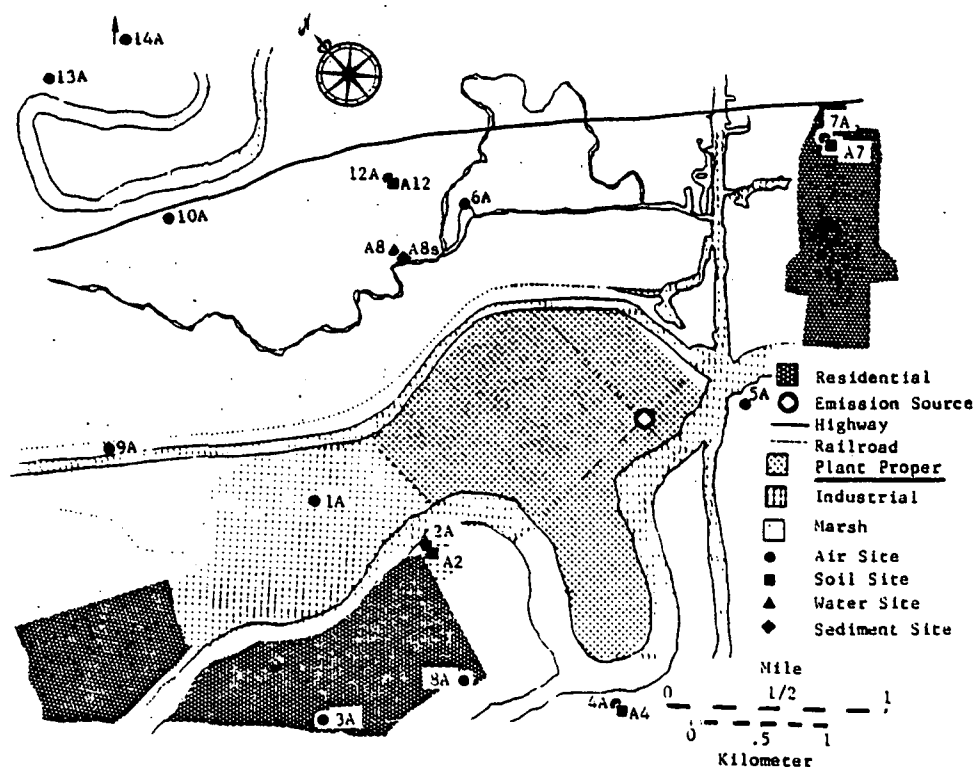 N
14A
13A
7A
A7
12A
A12
6A
10A
A8
A8s
5A
9A
1A
2A
A2
8A
3A
4A
A4
Residential
Emission Source
Highway
Railroad
Plant Proper
Industrial
Marsh
Air Site
Soil Site
Water Site
Sediment Site
Mile
0 1/2 1
0 .5 1
Kilometer